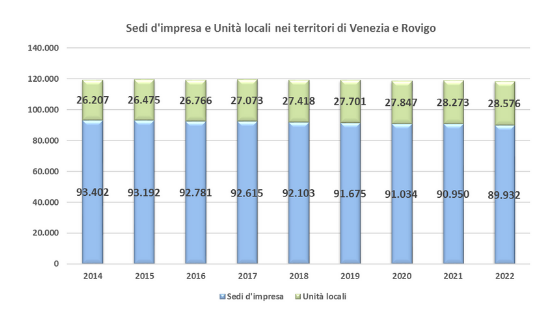 Sedi d'impresa e Unità locali nei territori di Venezia e Rovigo
140.000
120.000
26.207 26.475 26.766 27.073 27.418 27.701 27.847 28.273 28.576
100.000
80.000
60.000
93.402 93.192 92.781 92.615 92.103 91.675 91.034 90.950 89.932
40.000
20.000
0
2014 2015 2016 2017 2018 2019 2020 2021 2022
Sedi d'impresa Unità locali